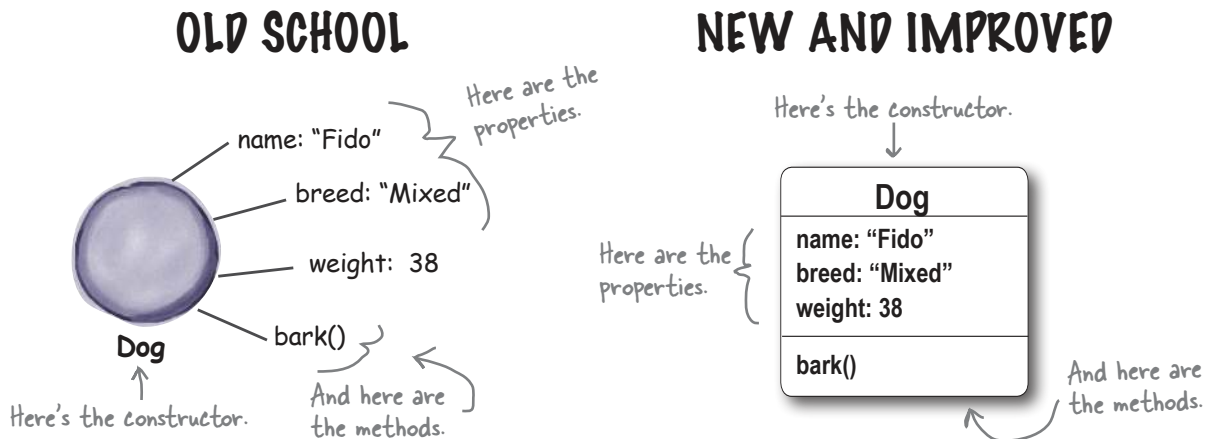 OLD SCHOOL
Here are the
properties.
name: “Fido”
breed: “Mixed”
weight: 38
bark()
Dog
Here's the constructor.
And here are
the methods.
NEW AND IMPROVED
Here's the constructor.
Dog
Here are the
properties.
name: “Fido”
breed: “Mixed”
weight: 38
bark()
And here are
the methods.